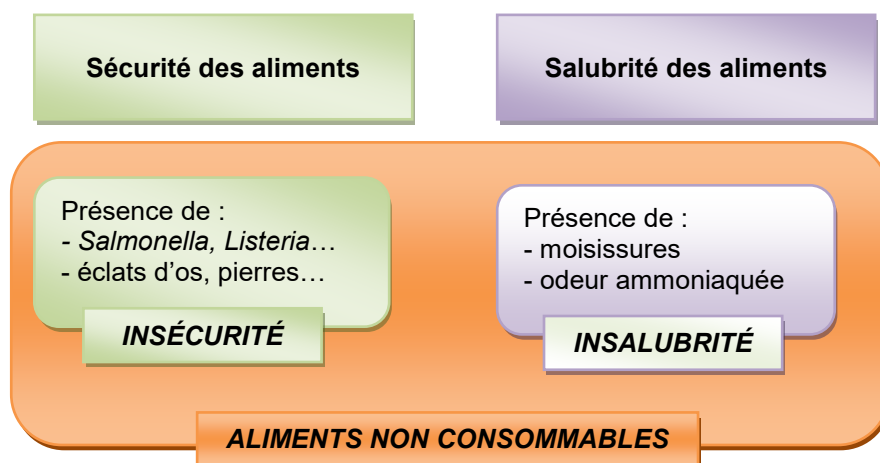 Sécurité des aliments
Salubrité des aliments
Présence de :
- Salmonella, Listeria…
- éclats d’os, pierres…
INSÉCURITÉ
Présence de :
- moisissures
- odeur ammoniaquée
INSALUBRITÉ
ALIMENTS NON CONSOMMABLES